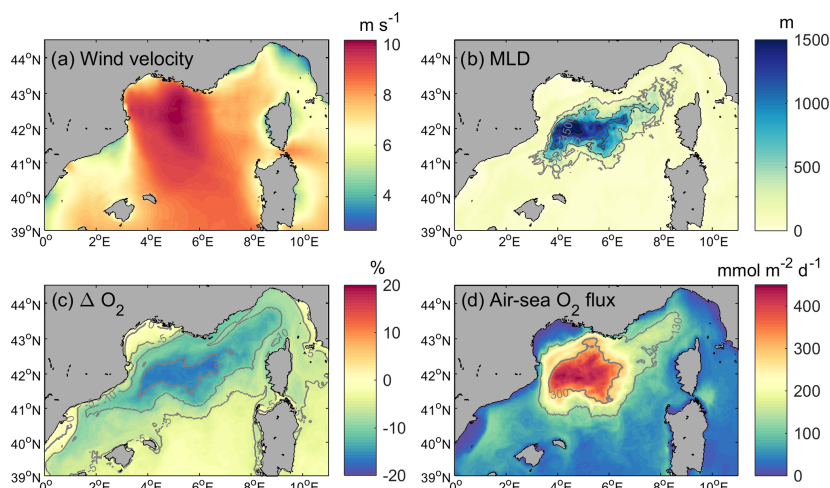 m s⁻¹
(a) Wind velocity
44°N
43°N
42°N
41°N
40°N
39°N
0°
2°E
4°E
6°E
8°E
10°E
10
8
6
4
m
(b) MLD
44°N
43°N
42°N
41°N
40°N
39°N
0°
2°E
4°E
6°E
8°E
10°E
1500
1000
500
0
%
(c) Δ O₂
44°N
43°N
42°N
41°N
40°N
39°N
0°
2°E
4°E
6°E
8°E
10°E
20
10
0
-10
-20
mmol m⁻² d⁻¹
(d) Air-sea O₂ flux
130
300
44°N
43°N
42°N
41°N
40°N
39°N
0°
2°E
4°E
6°E
8°E
10°E
400
300
200
100
0